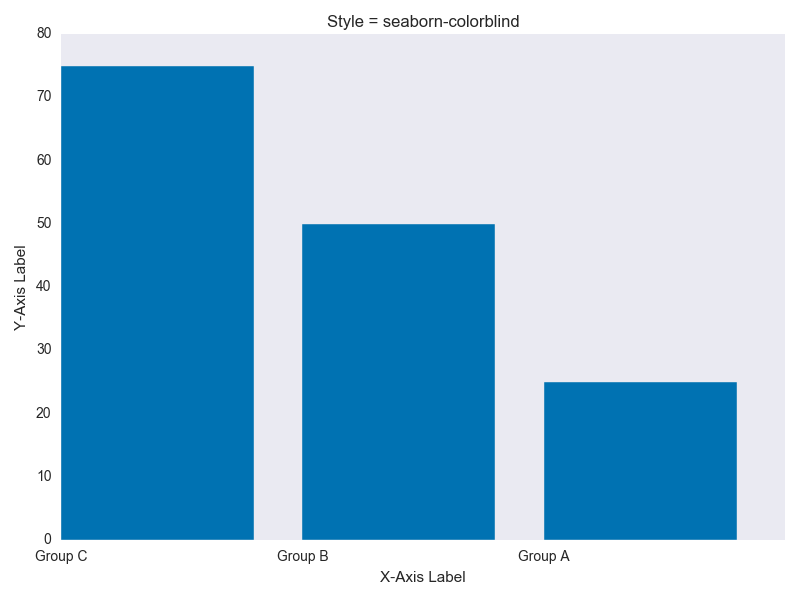 Style = seaborn-colorblind
80
70
60
50
40
30
20
10
0
Y-Axis Label
Group C Group B Group A
X-Axis Label